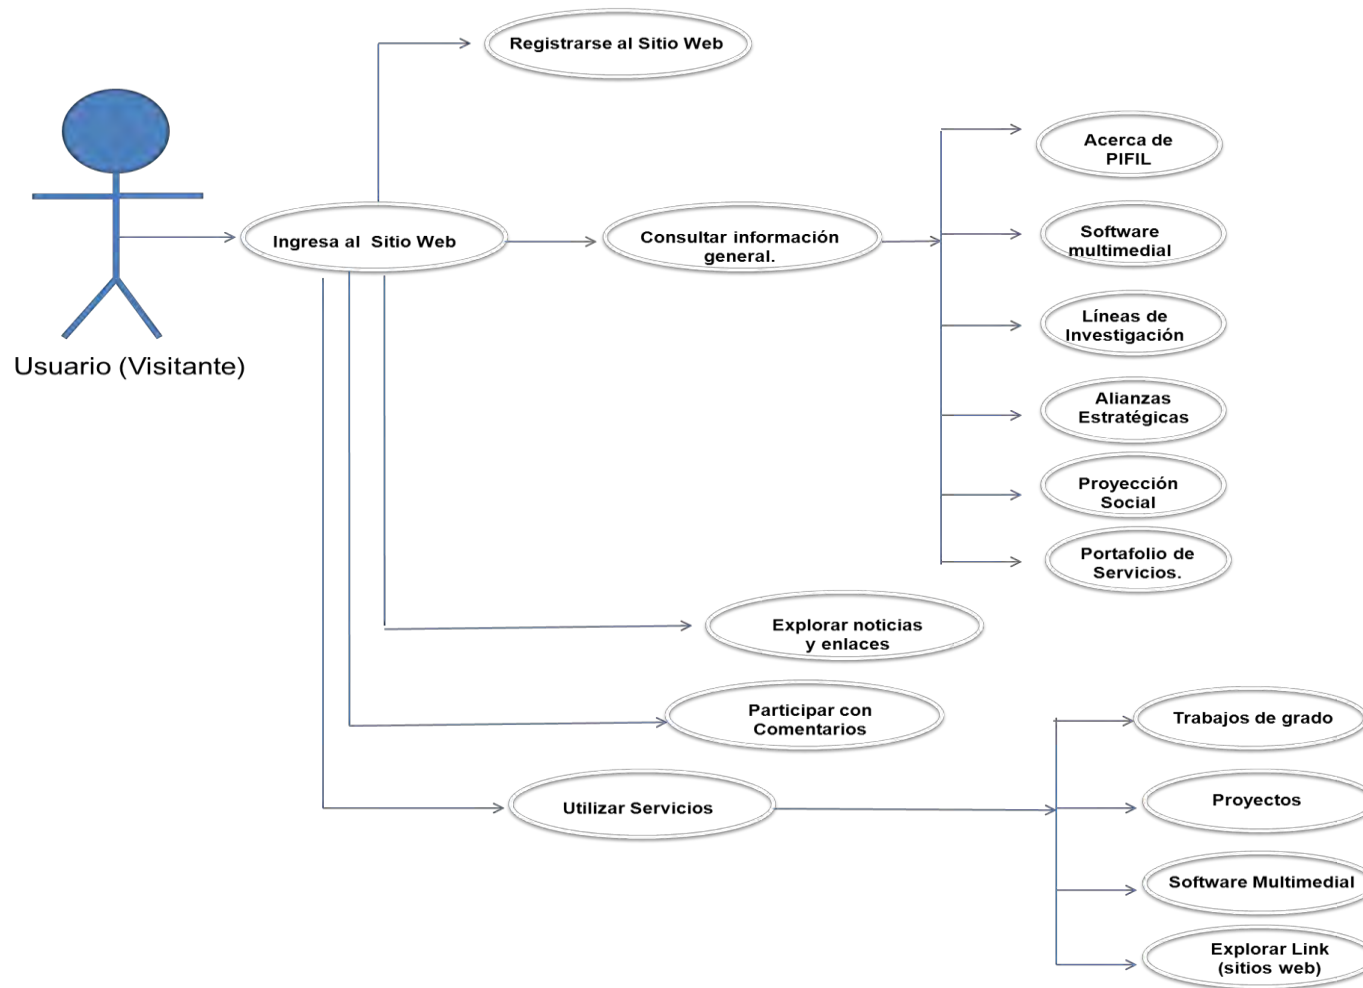 Registrarse al Sitio Web
Acerca de
PIFIL
Usuario (Visitante)
Ingresa al Sitio Web
Consultar información
general.
Software
multimedial
Líneas de
Investigación
Alianzas
Estratégicas
Proyección
Social
Portafolio de
Servicios.
Explorar noticias
y enlaces
Participar con
Comentarios
Utilizar Servicios
Trabajos de grado
Proyectos
Software Multimedial
Explorar Link
(sitios web)